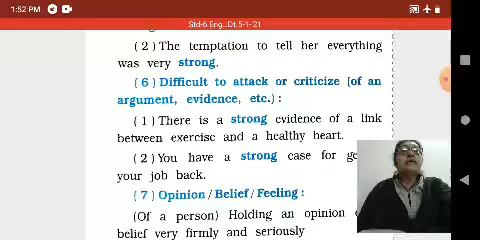 1:52 PM
Std-6 Eng.Dt.5-1-21
(2) The temptation to tell her everything
was very strong.
(6) Difficult to attack or criticize (of an
argument, evidence, etc.) :
(1) There is a strong evidence of a link
between exercise and a healthy heart.
(2) You have a strong case for
your job back.
(7) Opinion/Belief/Feeling :
(Of a person) Holding an opinion
belief very firmly and seriously